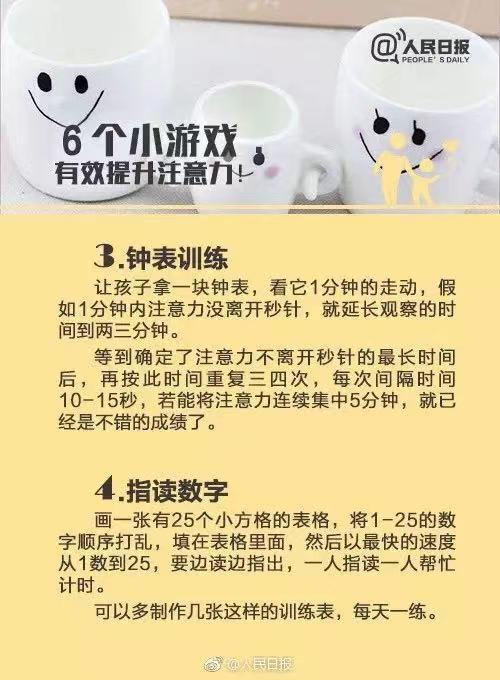 @人民日报
PEOPLE'S DAILY
6个小游戏
有效提升注意力！
3.钟表训练
让孩子拿一块钟表，看它1分钟的走动，假
如1分钟内注意力没离开秒针，就延长观察的时
间到两三分钟。
等到确定了注意力不离开秒针的最长时间
后，再按此时间重复三四次，每次间隔时间
10-15秒，若能将注意力连续集中5分钟，就已
经是不错的成绩了。
4.指读数字
画一张有25个小方格的表格，将1-25的数
字顺序打乱，填在表格里面，然后以最快的速度
从1数到25，要边读边指出，一人指读一人帮忙
计时。
可以多制作几张这样的训练表，每天一练。
@人民日报